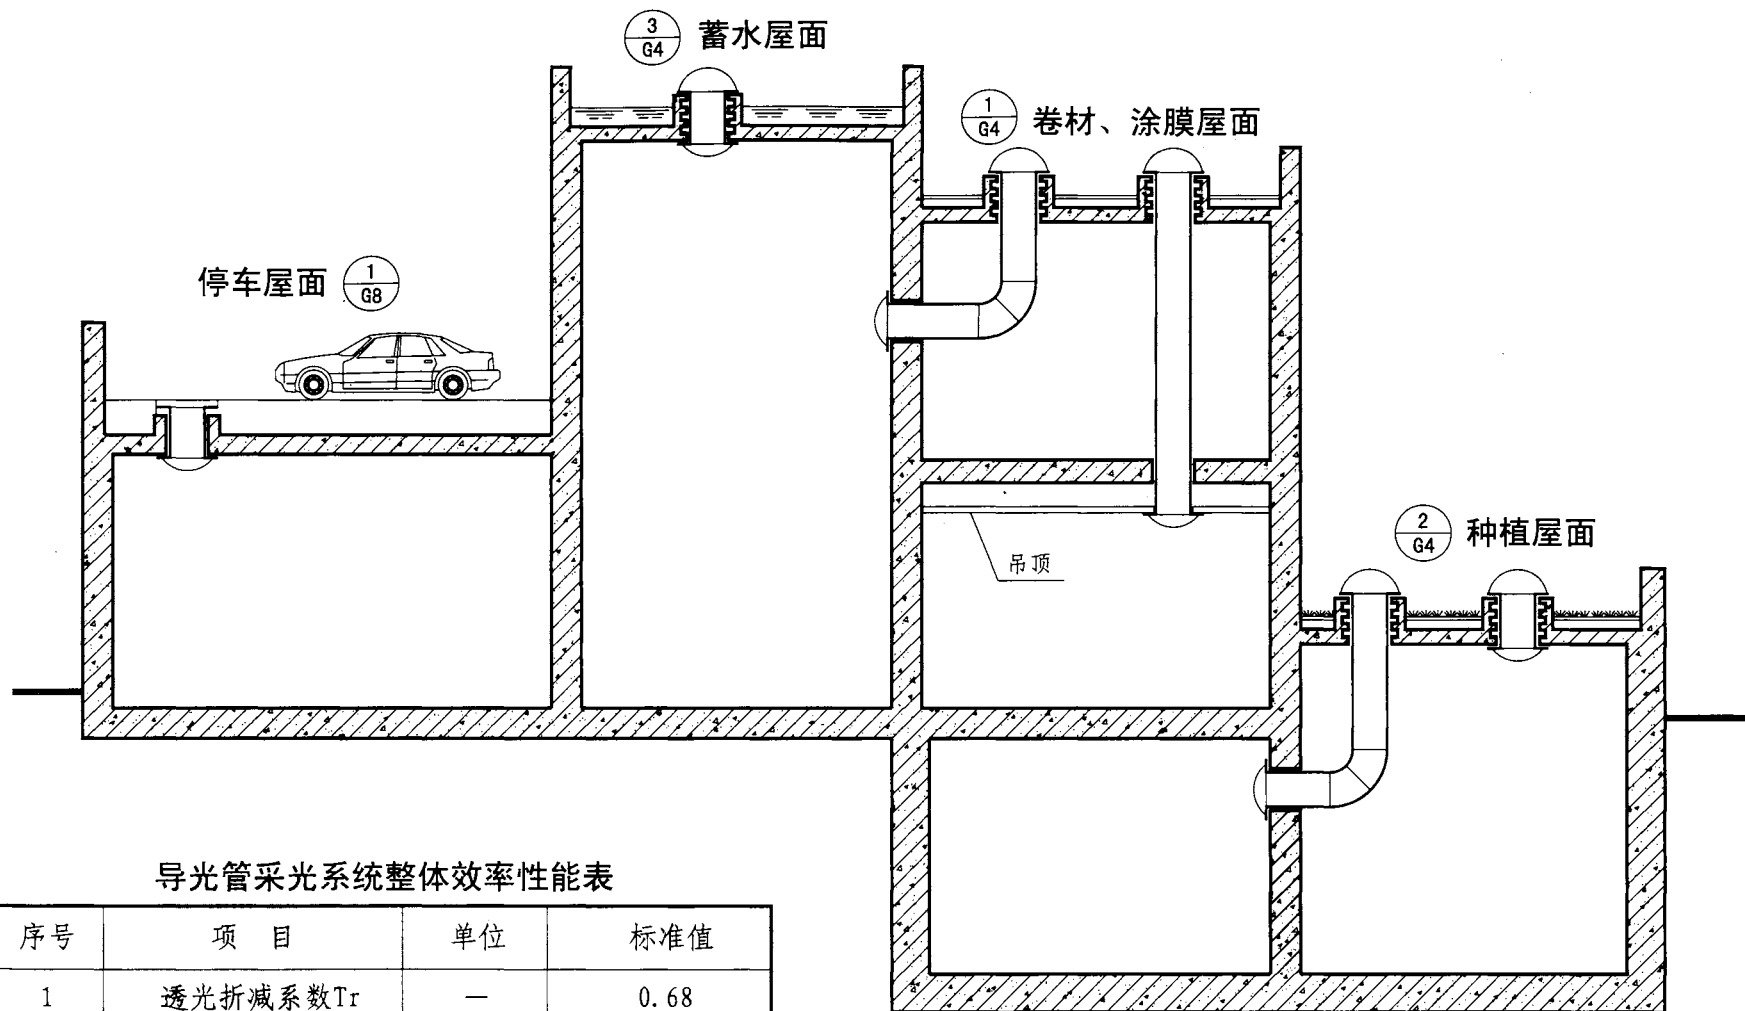 3
G4
蓄水屋面
1
G4
卷材、涂膜屋面
停车屋面
1
G8
2
G4
种植屋面
吊顶
导光管采光系统整体效率性能表
序号 项 目 单位 标准值
1 透光折减系数Tr — 0.68